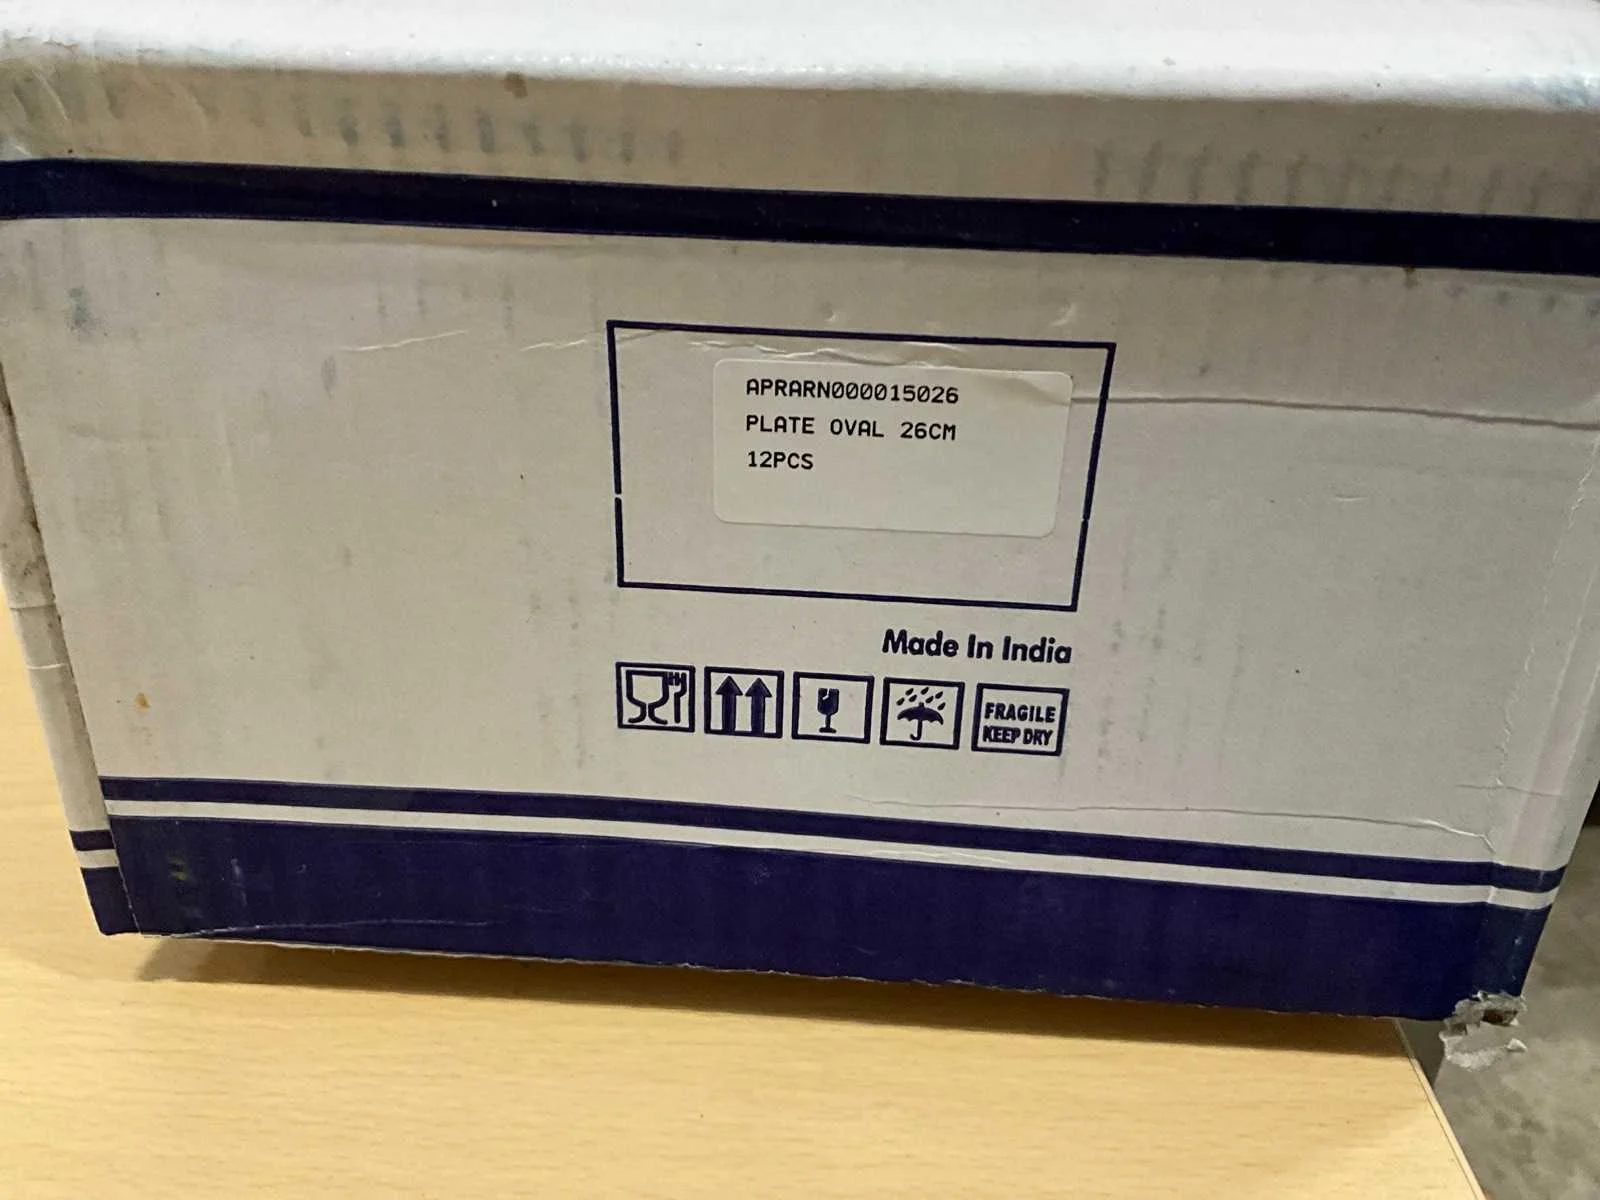 APRARN000015026
PLATE OVAL 26CM
12PCS
Made In India
FRAGILE
KEEP DRY